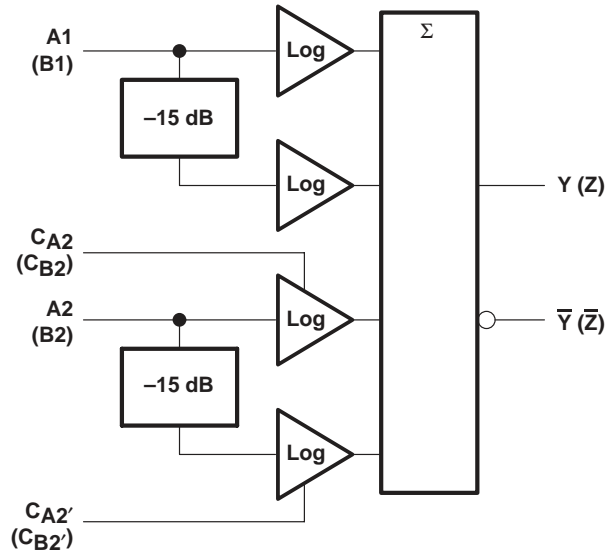 A1
(B1)
Log
Σ
–15 dB
Log
Y (Z)
CA2
(CB2)
A2
(B2)
Log
Y̅ (Z̅)
–15 dB
Log
CA2′
(CB2′)